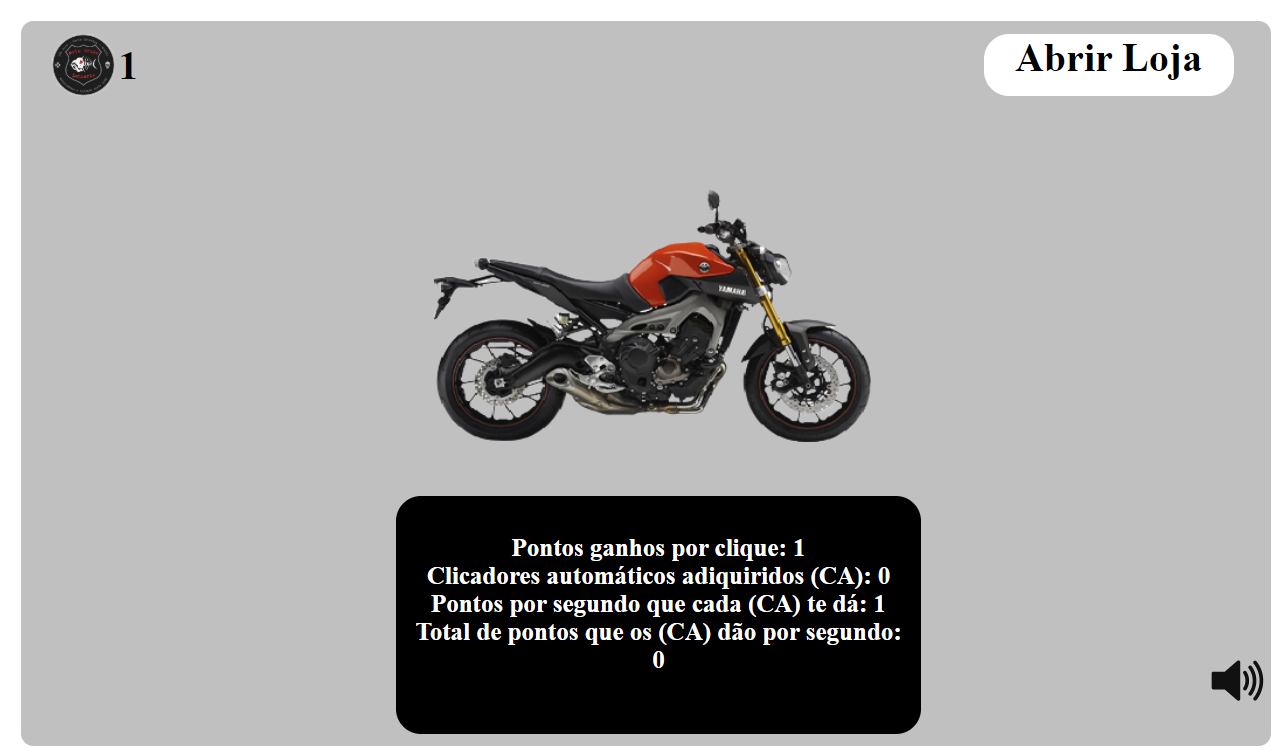 1
Abrir Loja
YAMAHA
Pontos ganhos por clique: 1
Clicadores automáticos adiquiridos (CA): 0
Pontos por segundo que cada (CA) te dá: 1
Total de pontos que os (CA) dão por segundo:
0